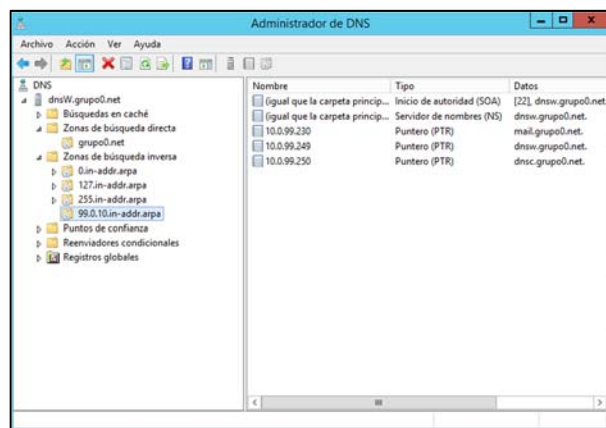 Administrador de DNS
Archivo Acción Ver Ayuda
DNS
dnsW.grupo0.net
Búsquedas en caché
Zonas de búsqueda directa
grupo0.net
Zonas de búsqueda inversa
0.in-addr.arpa
127.in-addr.arpa
255.in-addr.arpa
99.0.10.in-addr.arpa
Puntos de confianza
Reenviadores condicionales
Registros globales
Nombre Tipo Datos
(igual que la carpeta princip... Inicio de autoridad (SOA) [22], dnsw.grupo0.net
(igual que la carpeta princip... Servidor de nombres (NS) dnsw.grupo0.net.
10.0.99.230 Puntero (PTR) mail.grupo0.net.
10.0.99.249 Puntero (PTR) dnsw.grupo0.net.
10.0.99.250 Puntero (PTR) dnsc.grupo0.net.